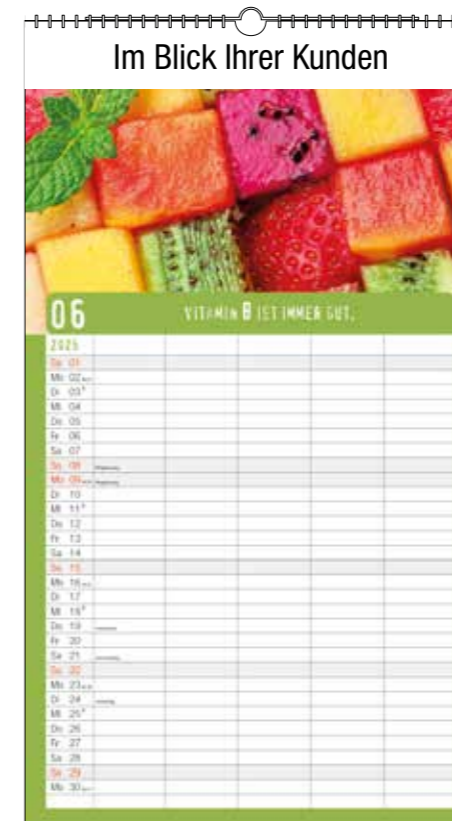 Im Blick Ihrer Kunden
06
VITAMIN B IST IMMER GUT.
2025
So 01
Mo 02
Di 03
Mi 04
Do 05
Fr 06
Sa 07
So 08
Mo 09
Di 10
Mi 11
Do 12
Fr 13
Sa 14
So 15
Mo 16
Di 17
Mi 18
Do 19
Fr 20
Sa 21
So 22
Mo 23
Di 24
Mi 25
Do 26
Fr 27
Sa 28
So 29
Mo 30